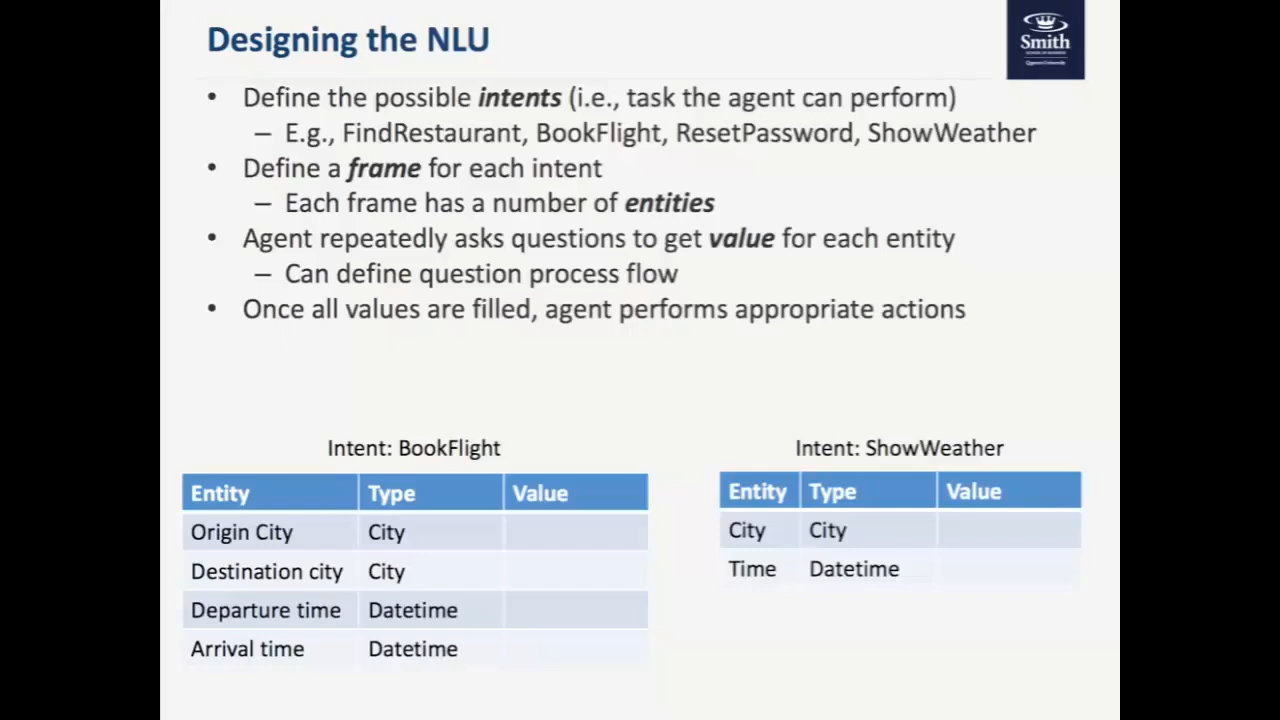 Designing the NLU
Smith
• Define the possible intents (i.e., task the agent can perform)
– E.g., FindRestaurant, BookFlight, ResetPassword, ShowWeather
• Define a frame for each intent
– Each frame has a number of entities
• Agent repeatedly asks questions to get value for each entity
– Can define question process flow
• Once all values are filled, agent performs appropriate actions
Intent: BookFlight
Entity Type Value
Origin City City
Destination city City
Departure time Datetime
Arrival time Datetime
Intent: ShowWeather
Entity Type Value
City City
Time Datetime